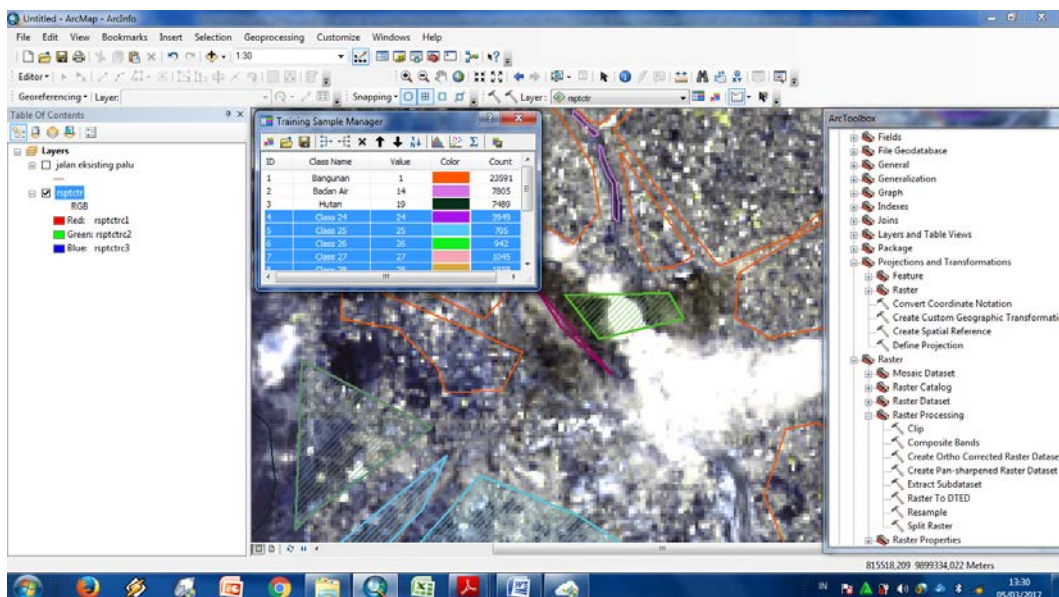 Untitled - ArcMap - ArcInfo
File Edit View Bookmarks Insert Selection Geoprocessing Customize Windows Help
1:30
Editor
Georeferencing Layer: Snapping Layer: rsptctr
Table Of Contents
Layers
jalan eksisting palu
rsptctr
RGB
Red: rsptctrc1
Green: rsptctrc2
Blue: rsptctrc3
Training Sample Manager
ID Class Name Value Color Count
1 Bangunan 1 23591
2 Badan Air 14 7805
3 Hutan 19 7489
4 Class 24 24 3949
5 Class 25 25 705
6 Class 26 26 942
7 Class 27 27 1045
Class 28 28
ArcToolbox
Fields
File Geodatabase
General
Generalization
Graph
Indexes
Joins
Layers and Table Views
Package
Projections and Transformations
Feature
Raster
Convert Coordinate Notation
Create Custom Geographic Transformati
Create Spatial Reference
Define Projection
Raster
Mosaic Dataset
Raster Catalog
Raster Dataset
Raster Processing
Clip
Composite Bands
Create Ortho Corrected Raster Datase
Create Pan-sharpened Raster Dataset
Extract Subdataset
Raster To DTED
Resample
Split Raster
Raster Properties
815518,209 9899334,022 Meters
IN
13:30
05/03/2017